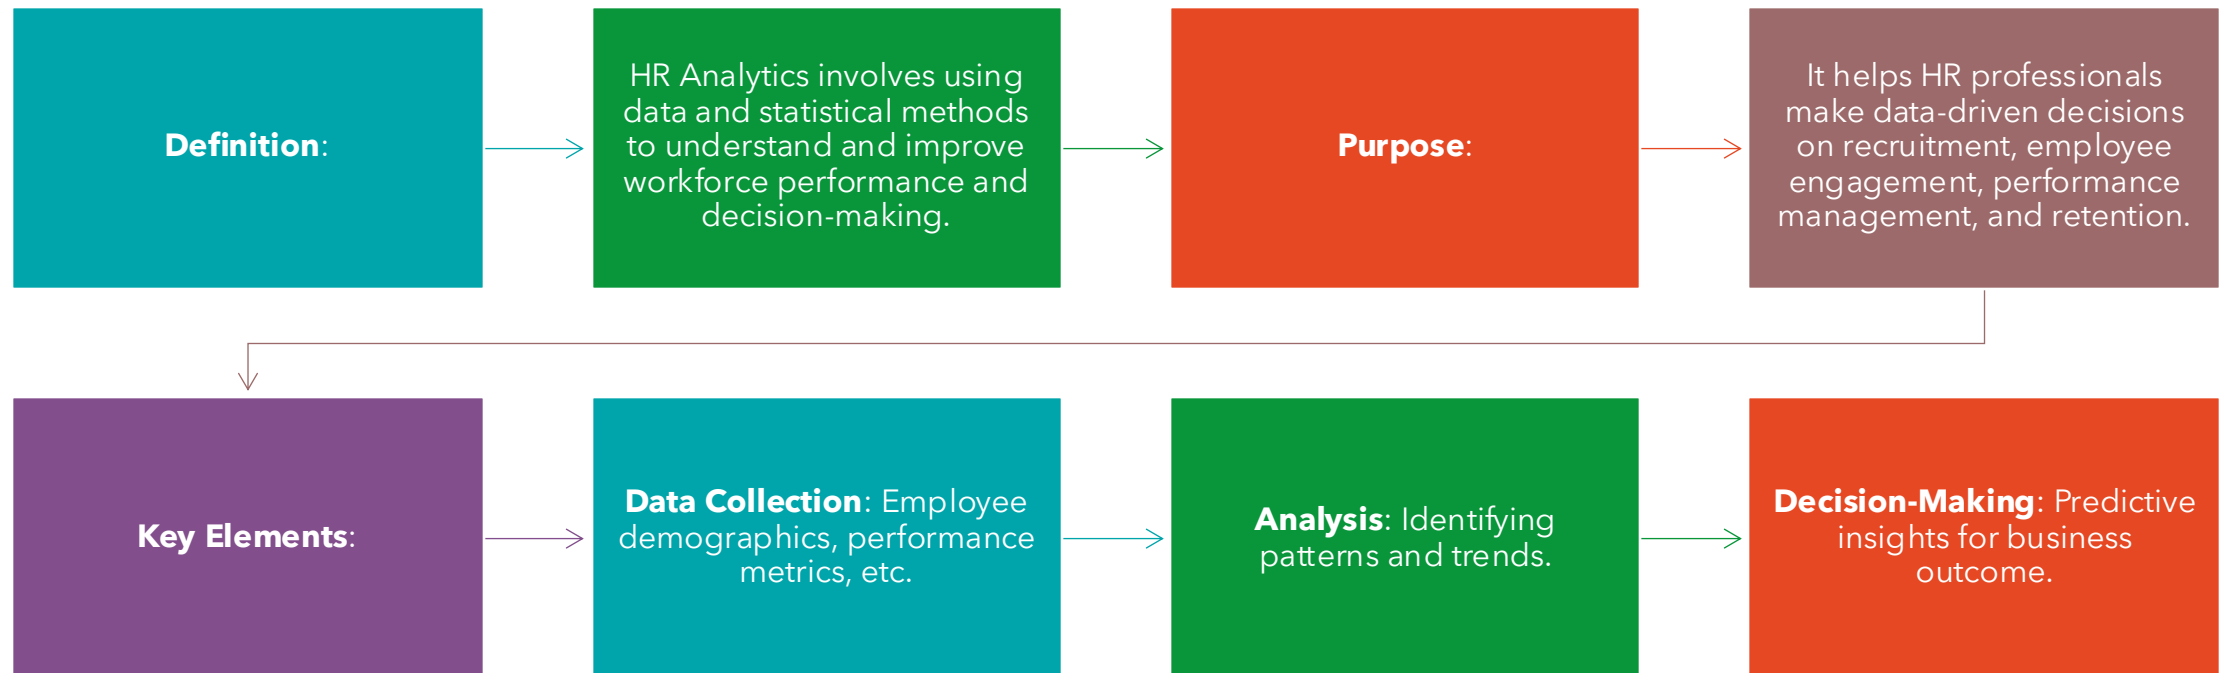 Definition:
HR Analytics involves using
data and statistical methods
to understand and improve
workforce performance and
decision-making.
Purpose:
It helps HR professionals
make data-driven decisions
on recruitment, employee
engagement, performance
management, and retention.
Key Elements:
Data Collection: Employee
demographics, performance
metrics, etc.
Analysis: Identifying
patterns and trends.
Decision-Making: Predictive
insights for business
outcome.